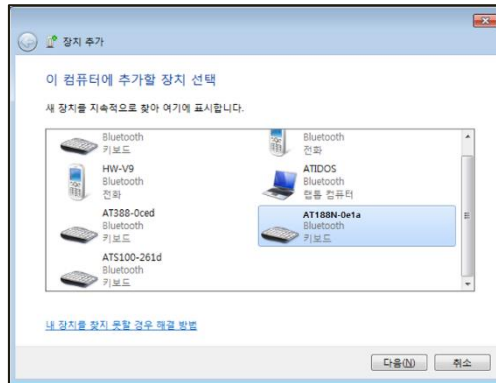 장치 추가
이 컴퓨터에 추가할 장치 선택
새 장치를 지속적으로 찾아 여기에 표시합니다.
Bluetooth
키보드
Bluetooth
전화
HW-V9
Bluetooth
전화
ATIDOS
Bluetooth
랩톱 컴퓨터
AT388-0ced
Bluetooth
키보드
AT188N-0e1a
Bluetooth
키보드
ATS100-261d
Bluetooth
키보드
내 장치를 찾지 못할 경우 해결 방법
다음(N)
취소